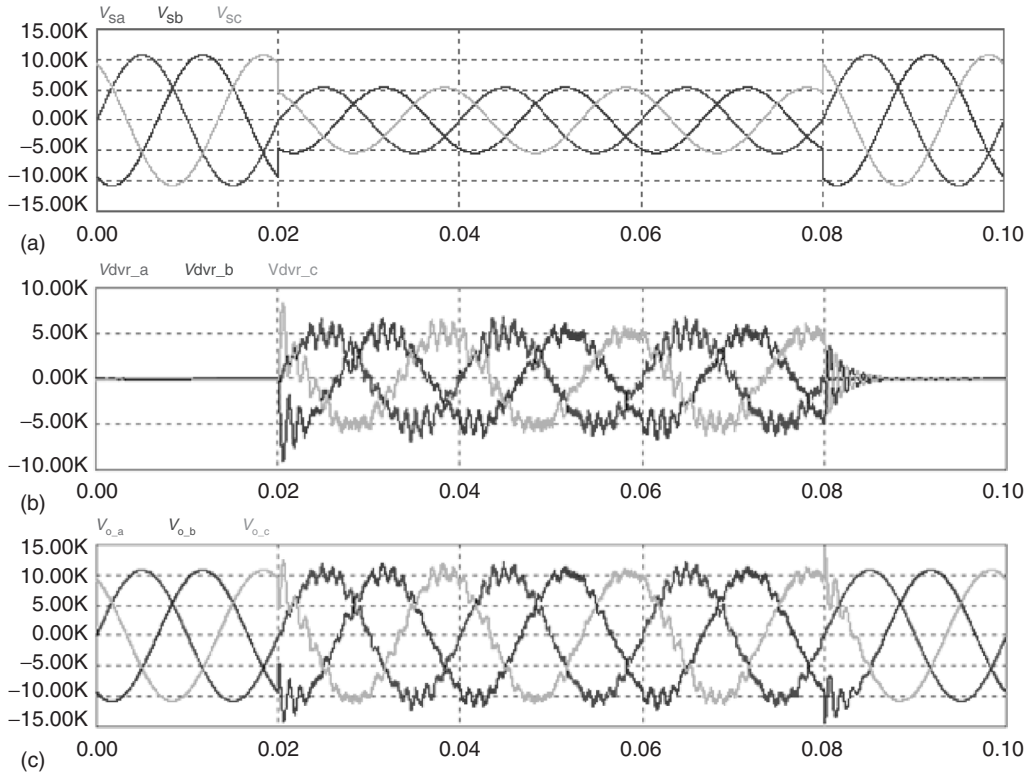 Vsa Vsb Vsc
15.00K
10.00K
5.00K
0.00K
−5.00K
−10.00K
−15.00K
(a)
0.00 0.02 0.04 0.06 0.08 0.10
Vdvr_a Vdvr_b Vdvr_c
10.00K
5.00K
0.00K
−5.00K
−10.00K
(b)
0.00 0.02 0.04 0.06 0.08 0.10
Vo_a Vo_b Vo_c
15.00K
10.00K
5.00K
0.00K
−5.00K
−10.00K
−15.00K
(c)
0.00 0.02 0.04 0.06 0.08 0.10